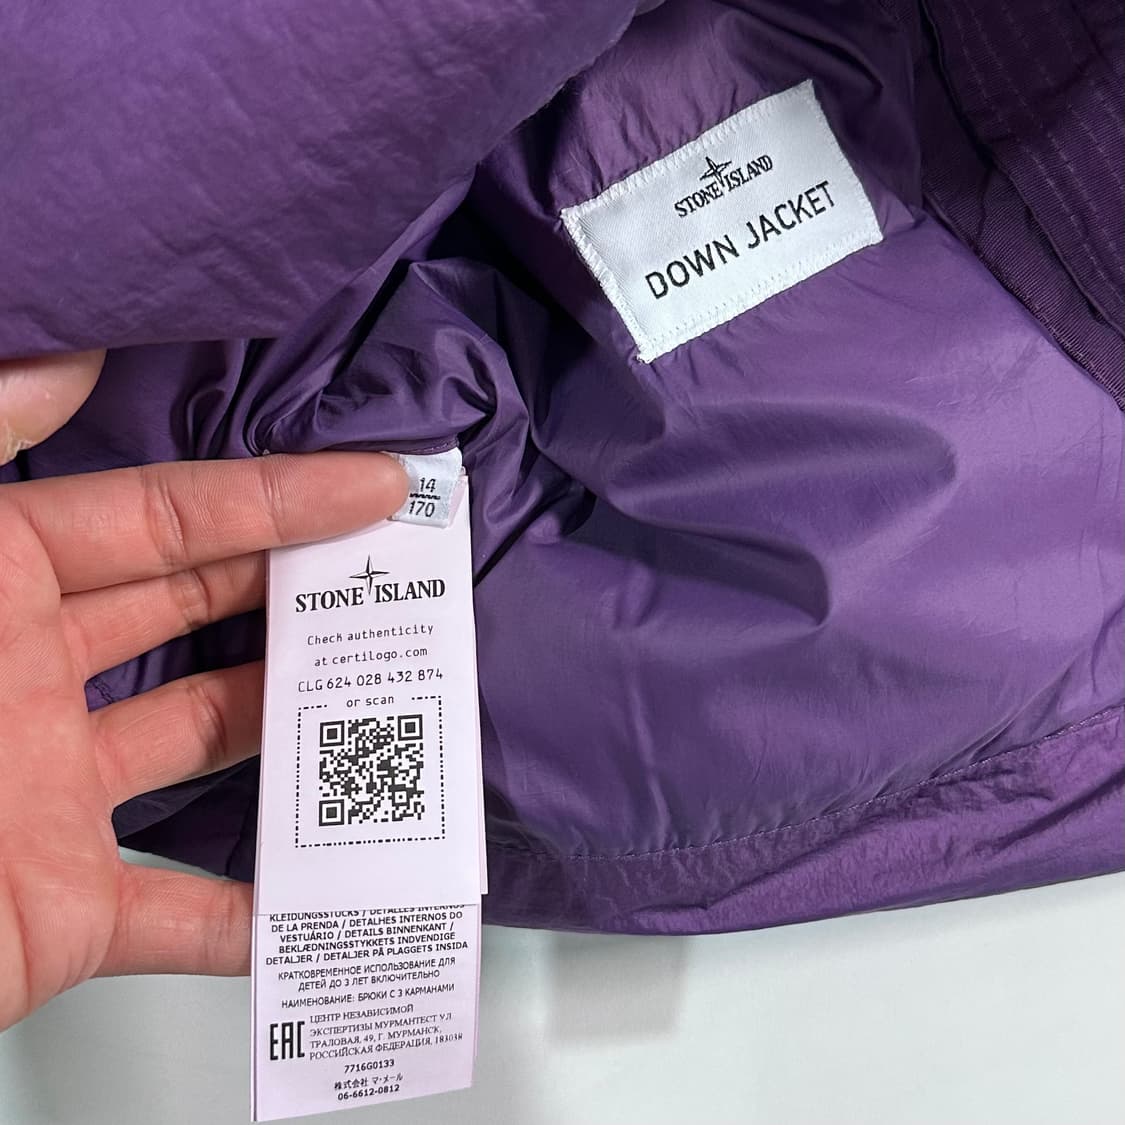 STONE ISLAND
DOWN JACKET
14
170
STONE ISLAND
Check authenticity
at certilogo.com
CLG 624 028 432 874
or scan
KLEIDUNGSSTÜCKS / DETALLES INTERNOS
DE LA PRENDA / DETALHES INTERNOS DO
VESTUÁRIO / DETAILS BINNENKANT /
BEKLÆDNINGSSTYKKETS INDVENDIGE
DETALJER / DETALJER PÅ PLAGGETS INSIDA
КРАТКОВРЕМЕННОЕ ИСПОЛЬЗОВАНИЕ ДЛЯ
ДЕТЕЙ ДО 3 ЛЕТ ВКЛЮЧИТЕЛЬНО
НАИМЕНОВАНИЕ: БРЮКИ С 3 КАРМАНАМИ
EAC
ЦЕНТР НЕЗАВИСИМОЙ
ЭКСПЕРТИЗЫ МУРМАНТЕСТ УЛ
ТРАЛОВАЯ, 49, Г. МУРМАНСК,
РОССИЙСКАЯ ФЕДЕРАЦИЯ, 183038
7716G0133
株式会社 マ・メール
06-6612-0812